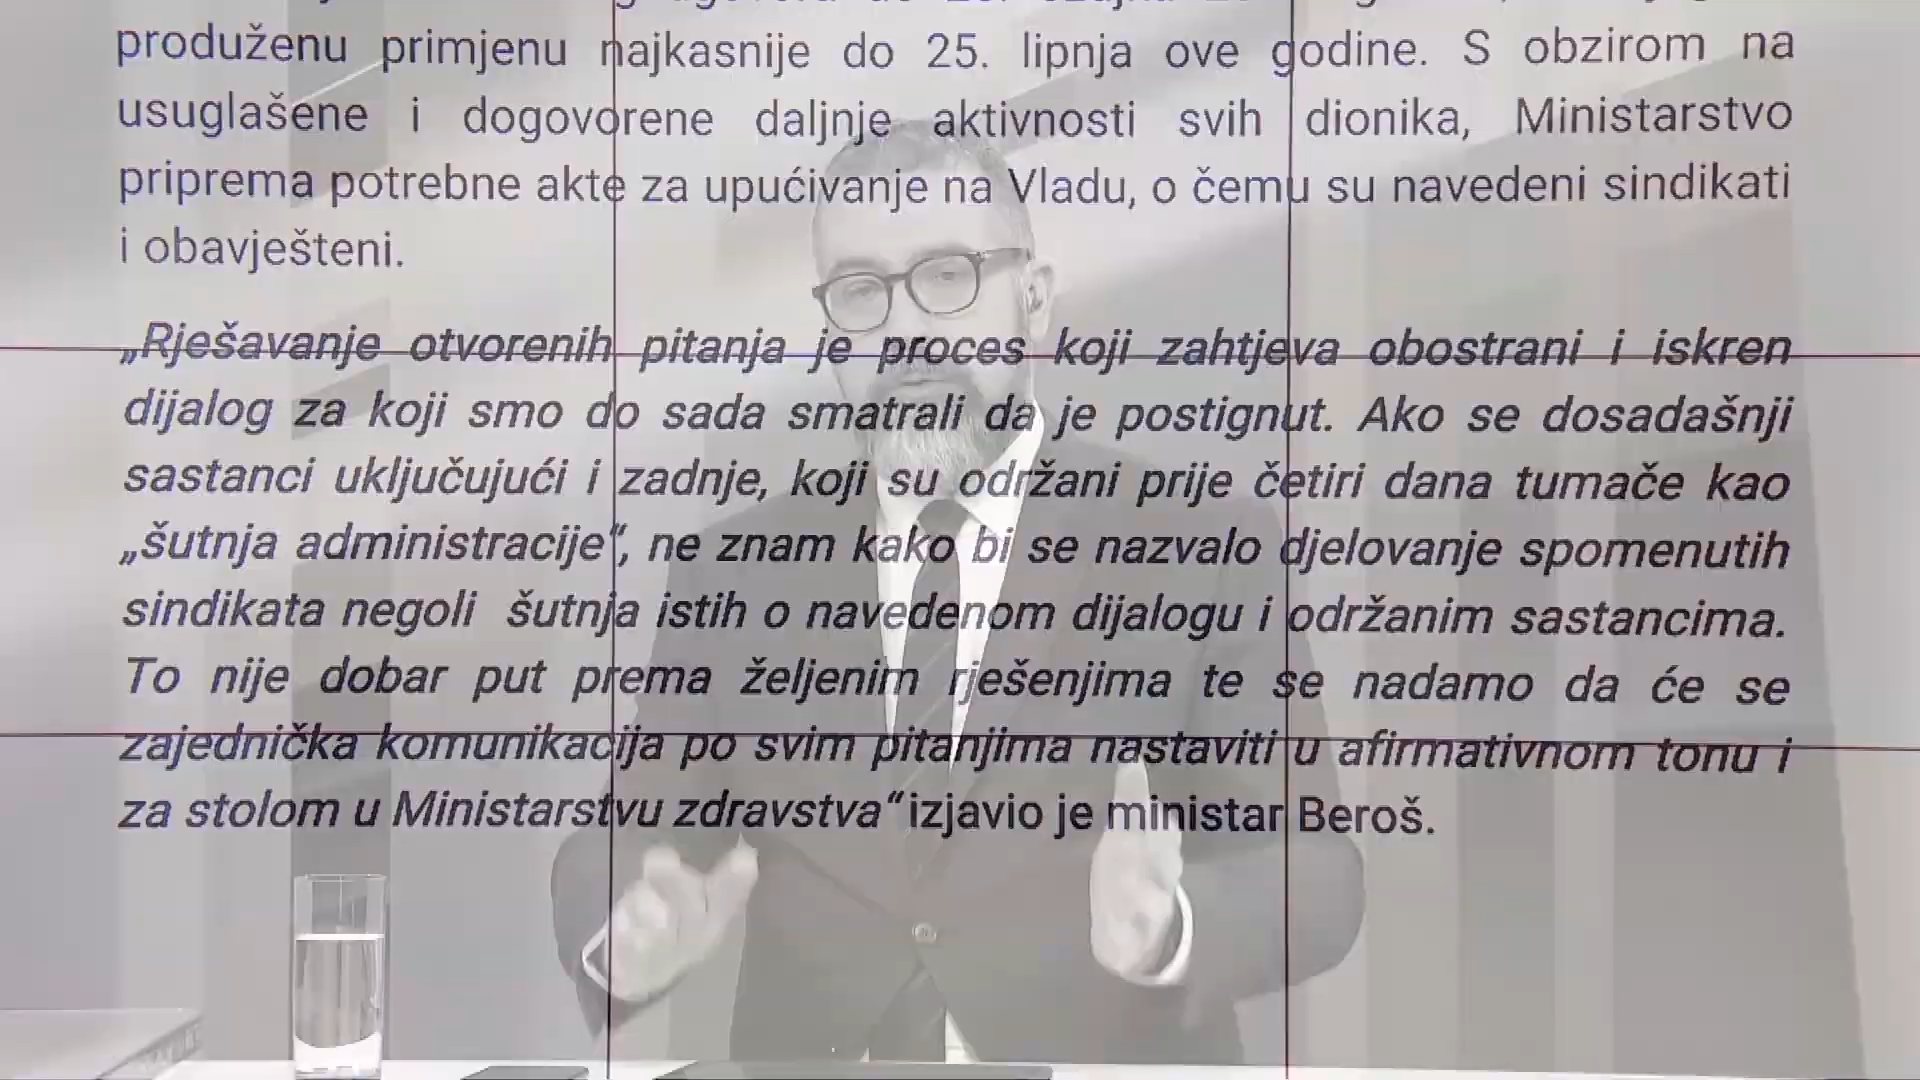 produženu primjenu najkasnije do 25. lipnja ove godine. S obzirom na
usuglašene i dogovorene daljnje aktivnosti svih dionika, Ministarstvo
priprema potrebne akte za upućivanje na Vladu, o čemu su navedeni sindikati
i obavješteni.
„Rješavanje otvorenih pitanja je proces koji zahtjeva obostrani i iskren
dijalog za koji smo do sada smatrali da je postignut. Ako se dosadašnji
sastanci uključujući i zadnje, koji su održani prije četiri dana tumače kao
„šutnja administracije“, ne znam kako bi se nazvalo djelovanje spomenutih
sindikata negoli šutnja istih o navedenom dijalogu i održanim sastancima.
To nije dobar put prema željenim rješenjima te se nadamo da će se
zajednička komunikacija po svim pitanjima nastaviti u afirmativnom tonu i
za stolom u Ministarstvu zdravstva“ izjavio je ministar Beroš.